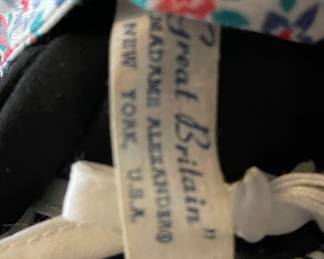 Great Britain"
MADAME ALEXANDER®
NEW YORK, U.S.A.